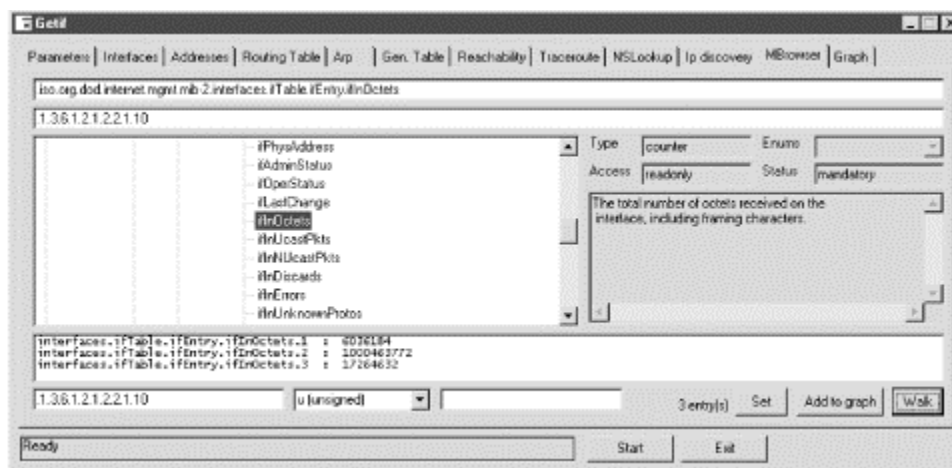 Getif
Parameters Interfaces Addresses Routing Table Arp Gen. Table Reachability Traceroute NSLookup Ip discovery MBrowser Graph
iso.org.dod.internet.mgmt.mib-2.interfaces.ifTable.ifEntry.ifInOctets
.1.3.6.1.2.1.2.2.1.10
ifPhysAddress
ifAdminStatus
ifOperStatus
ifLastChange
ifInOctets
ifInUcastPkts
ifInNUcastPkts
ifInDiscards
ifInErrors
ifInUnknownProtos
Type counter Enums
Access readonly Status mandatory
The total number of octets received on the
interface, including framing characters.
interfaces.ifTable.ifEntry.ifInOctets.1 : 6036184
interfaces.ifTable.ifEntry.ifInOctets.2 : 1000463772
interfaces.ifTable.ifEntry.ifInOctets.3 : 17264632
.1.3.6.1.2.1.2.2.1.10 u (unsigned) 3 entry(s) Set Add to graph Walk
Ready Start Exit